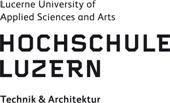 Lucerne University of
Applied Sciences and Arts
HOCHSCHULE
LUZERN
Technik & Architektur